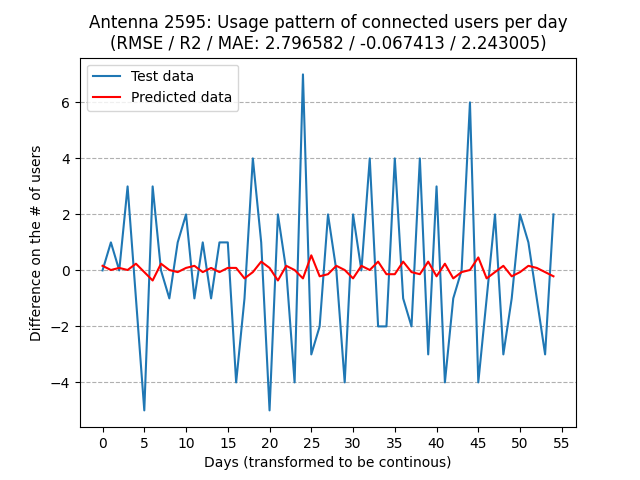 Antenna 2595: Usage pattern of connected users per day
(RMSE / R2 / MAE: 2.796582 / -0.067413 / 2.243005)
Test data
Predicted data
Difference on the # of users
6
4
2
0
−2
−4
0 5 10 15 20 25 30 35 40 45 50 55
Days (transformed to be continous)